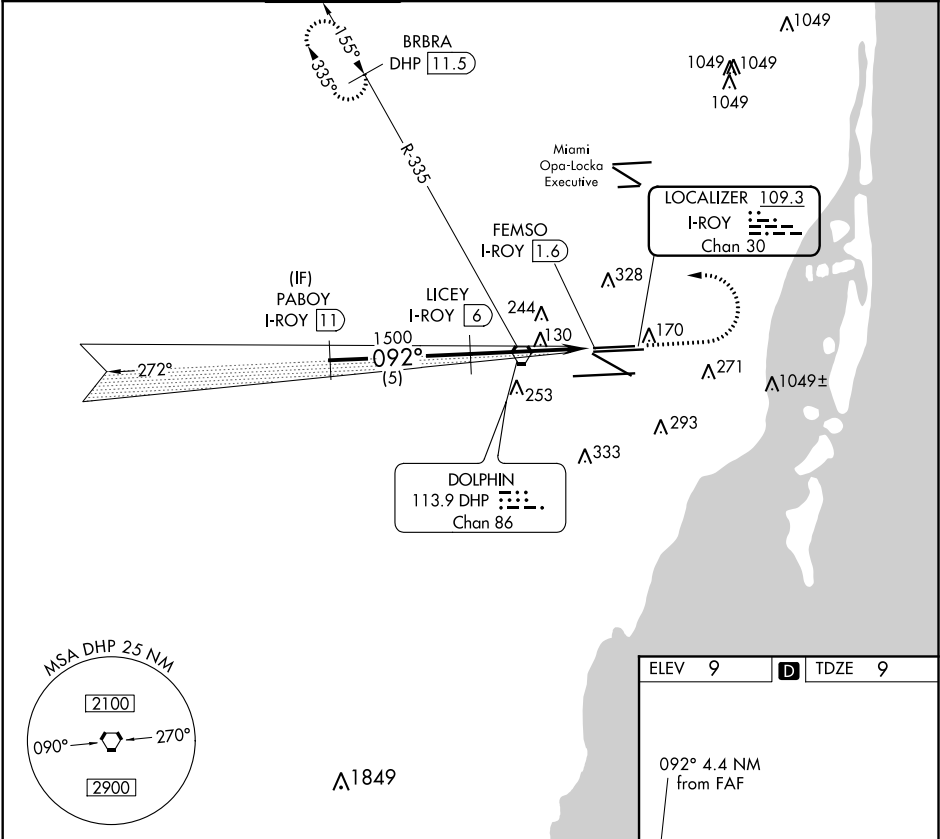 1049
155°
335°
BRBRA
DHP 11.5
1049 1049
1049
R-335
Miami
Opa-Locka
Executive
LOCALIZER 109.3
I-ROY
Chan 30
FEMSO
I-ROY 1.6
328
(IF)
PABOY
I-ROY 11
LICEY
I-ROY 6
244
130
170
1500
092°
(5)
272°
271
1049±
253
293
333
DOLPHIN
113.9 DHP
Chan 86
MSA DHP 25 NM
2100
090° 270°
2900
1849
ELEV 9 D TDZE 9
092° 4.4 NM
from FAF